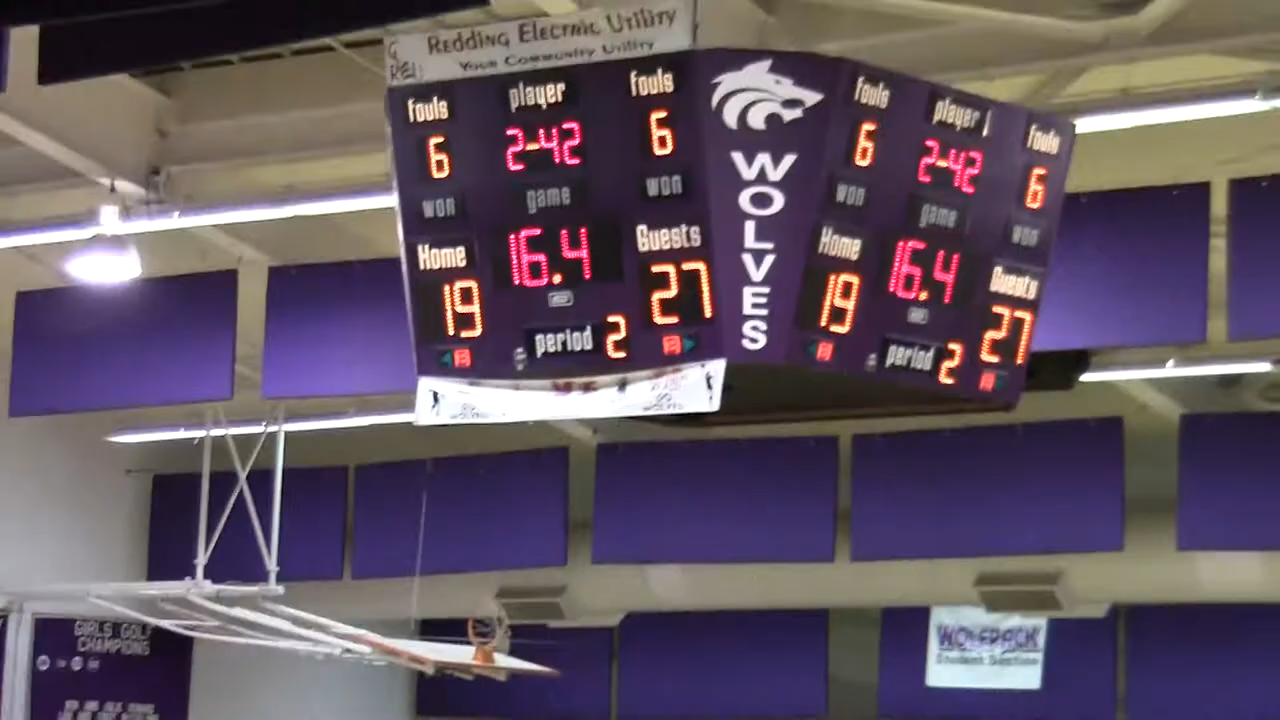 Redding Electric Utility
Your Community Utility
fouls player fouls
6 2-42 6
won game won
Home 16.4 Guests
19 27
period 2
WOLVES
fouls player fouls
6 2-42 6
won game won
Home 16.4 Guests
19 27
period 2
GO WOLVES
GIRLS GOLF
CHAMPIONS
WOLFPACK
Student Section